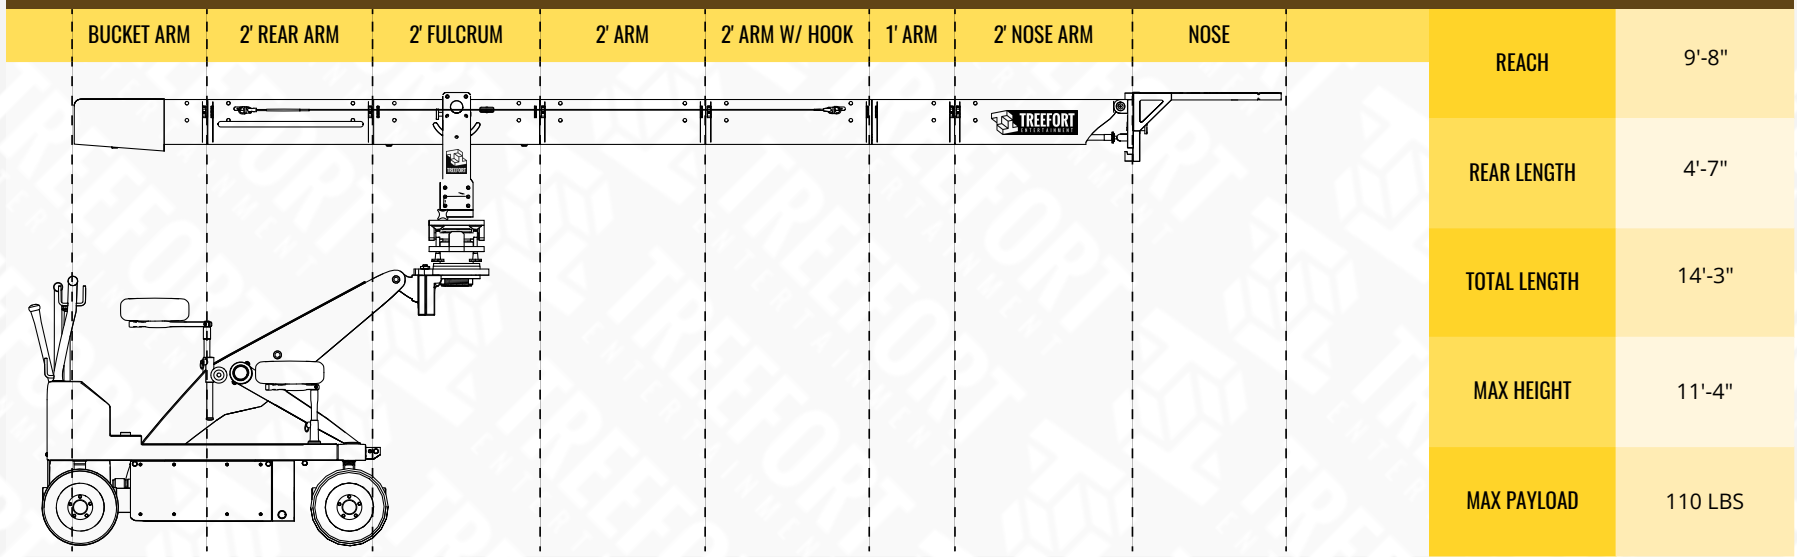 BUCKET ARM
2' REAR ARM
2' FULCRUM
2' ARM
2' ARM W/ HOOK
1' ARM
2' NOSE ARM
NOSE
TREEFORT
ENTERTAINMENT
TREEFORT
REACH
9'-8"
REAR LENGTH
4'-7"
TOTAL LENGTH
14'-3"
MAX HEIGHT
11'-4"
MAX PAYLOAD
110 LBS